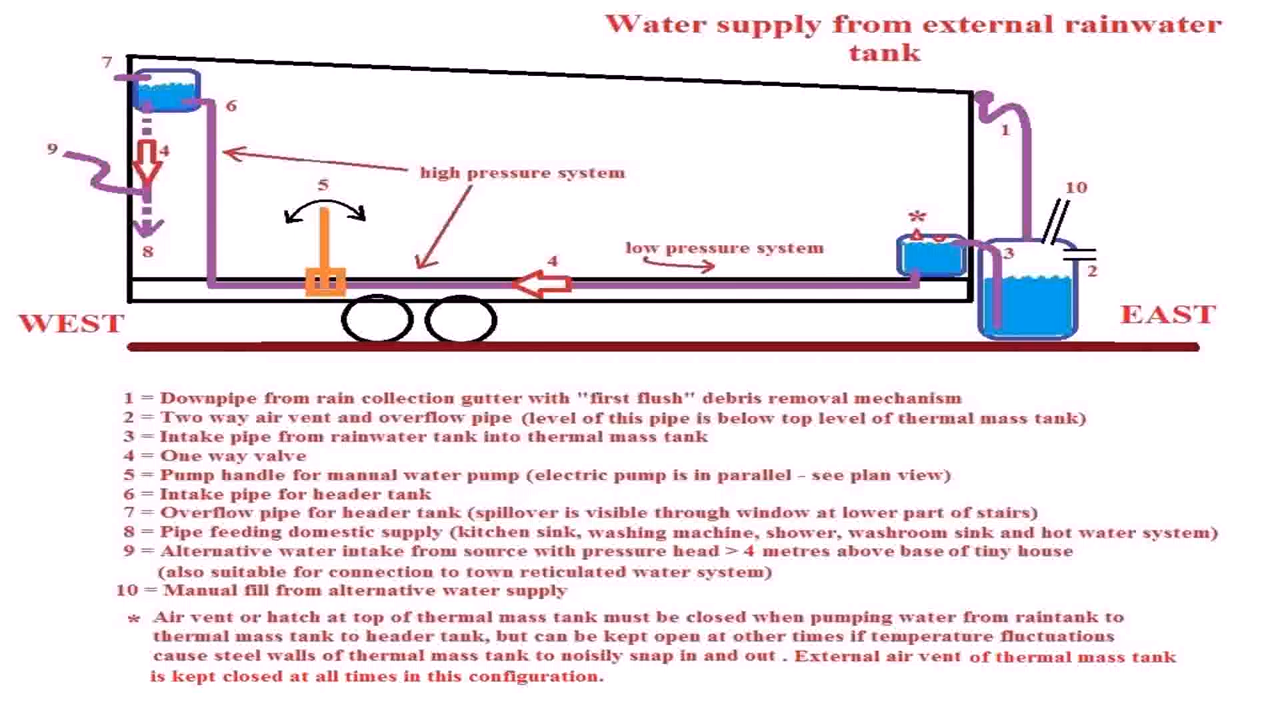 Water supply from external rainwater
tank
7
6
1
9
4
high pressure system
5
10
*
low pressure system
3
8
4
2
WEST
EAST
1 = Downpipe from rain collection gutter with "first flush" debris removal mechanism
2 = Two way air vent and overflow pipe (level of this pipe is below top level of thermal mass tank)
3 = Intake pipe from rainwater tank into thermal mass tank
4 = One way valve
5 = Pump handle for manual water pump (electric pump is in parallel - see plan view)
6 = Intake pipe for header tank
7 = Overflow pipe for header tank (spillover is visible through window at lower part of stairs)
8 = Pipe feeding domestic supply (kitchen sink, washing machine, shower, washroom sink and hot water system)
9 = Alternative water intake from source with pressure head > 4 metres above base of tiny house
(also suitable for connection to town reticulated water system)
10 = Manual fill from alternative water supply
* Air vent or hatch at top of thermal mass tank must be closed when pumping water from raintank to
thermal mass tank to header tank, but can be kept open at other times if temperature fluctuations
cause steel walls of thermal mass tank to noisily snap in and out . External air vent of thermal mass tank
is kept closed at all times in this configuration.